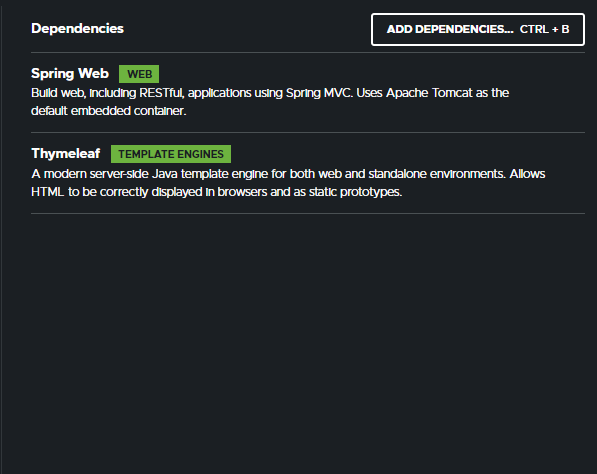 Dependencies
ADD DEPENDENCIES... CTRL + B
Spring Web WEB
Build web, including RESTful, applications using Spring MVC. Uses Apache Tomcat as the
default embedded container.
Thymeleaf TEMPLATE ENGINES
A modern server-side Java template engine for both web and standalone environments. Allows
HTML to be correctly displayed in browsers and as static prototypes.